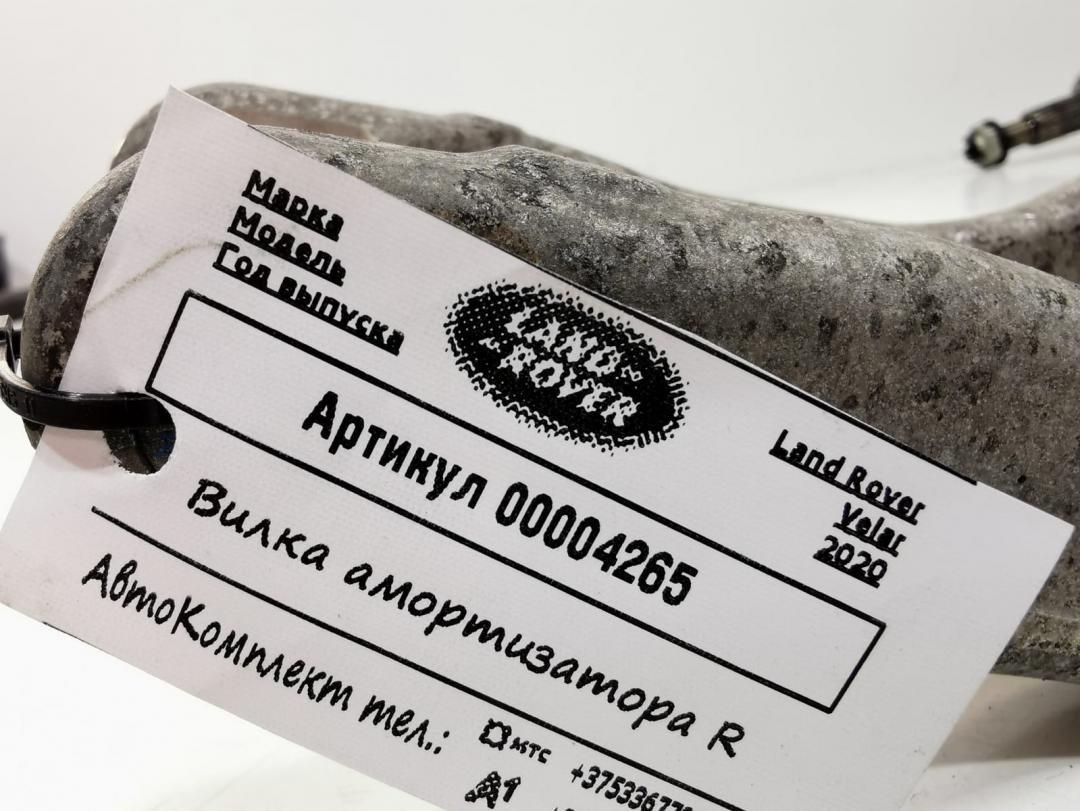 Марка
Модель
Год выпуска
LAND-
-ROVER
Land Rover
Velar
2020
Артикул 00004265
Вилка амортизатора R
АвтоКомплект тел.:
мтс
A1